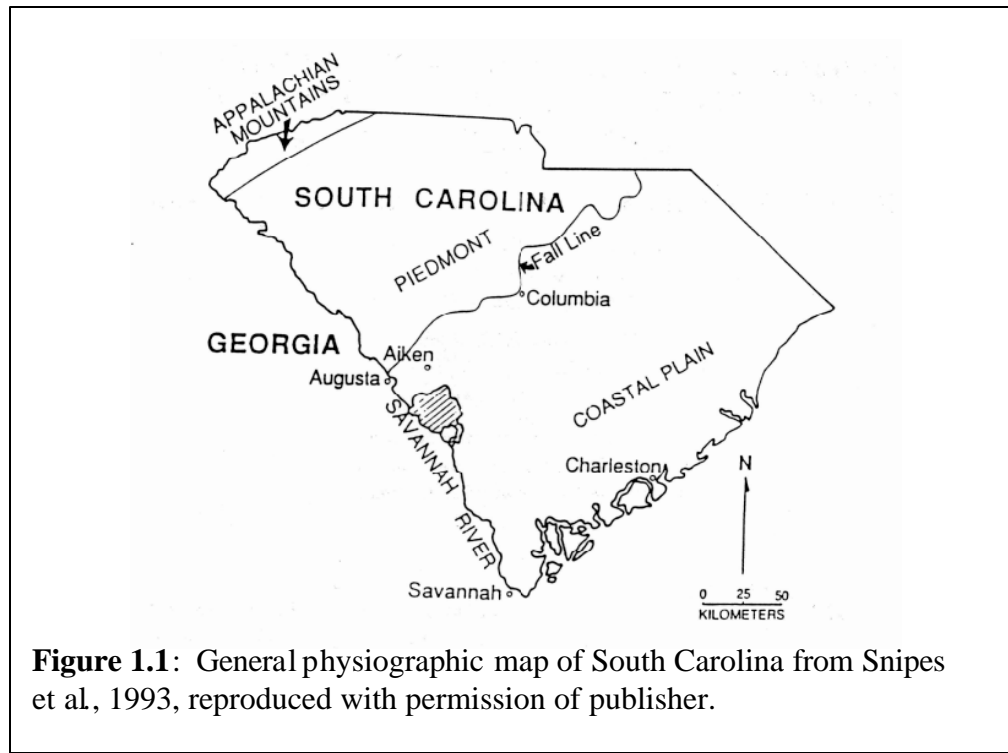 APPALACHIAN
MOUNTAINS
SOUTH CAROLINA
PIEDMONT
Fall Line
Columbia
GEORGIA
Aiken
Augusta
SAVANNAH
RIVER
COASTAL PLAIN
Charleston
N
Savannah
0 25 50
KILOMETERS
Figure 1.1: General physiographic map of South Carolina from Snipes
et al., 1993, reproduced with permission of publisher.